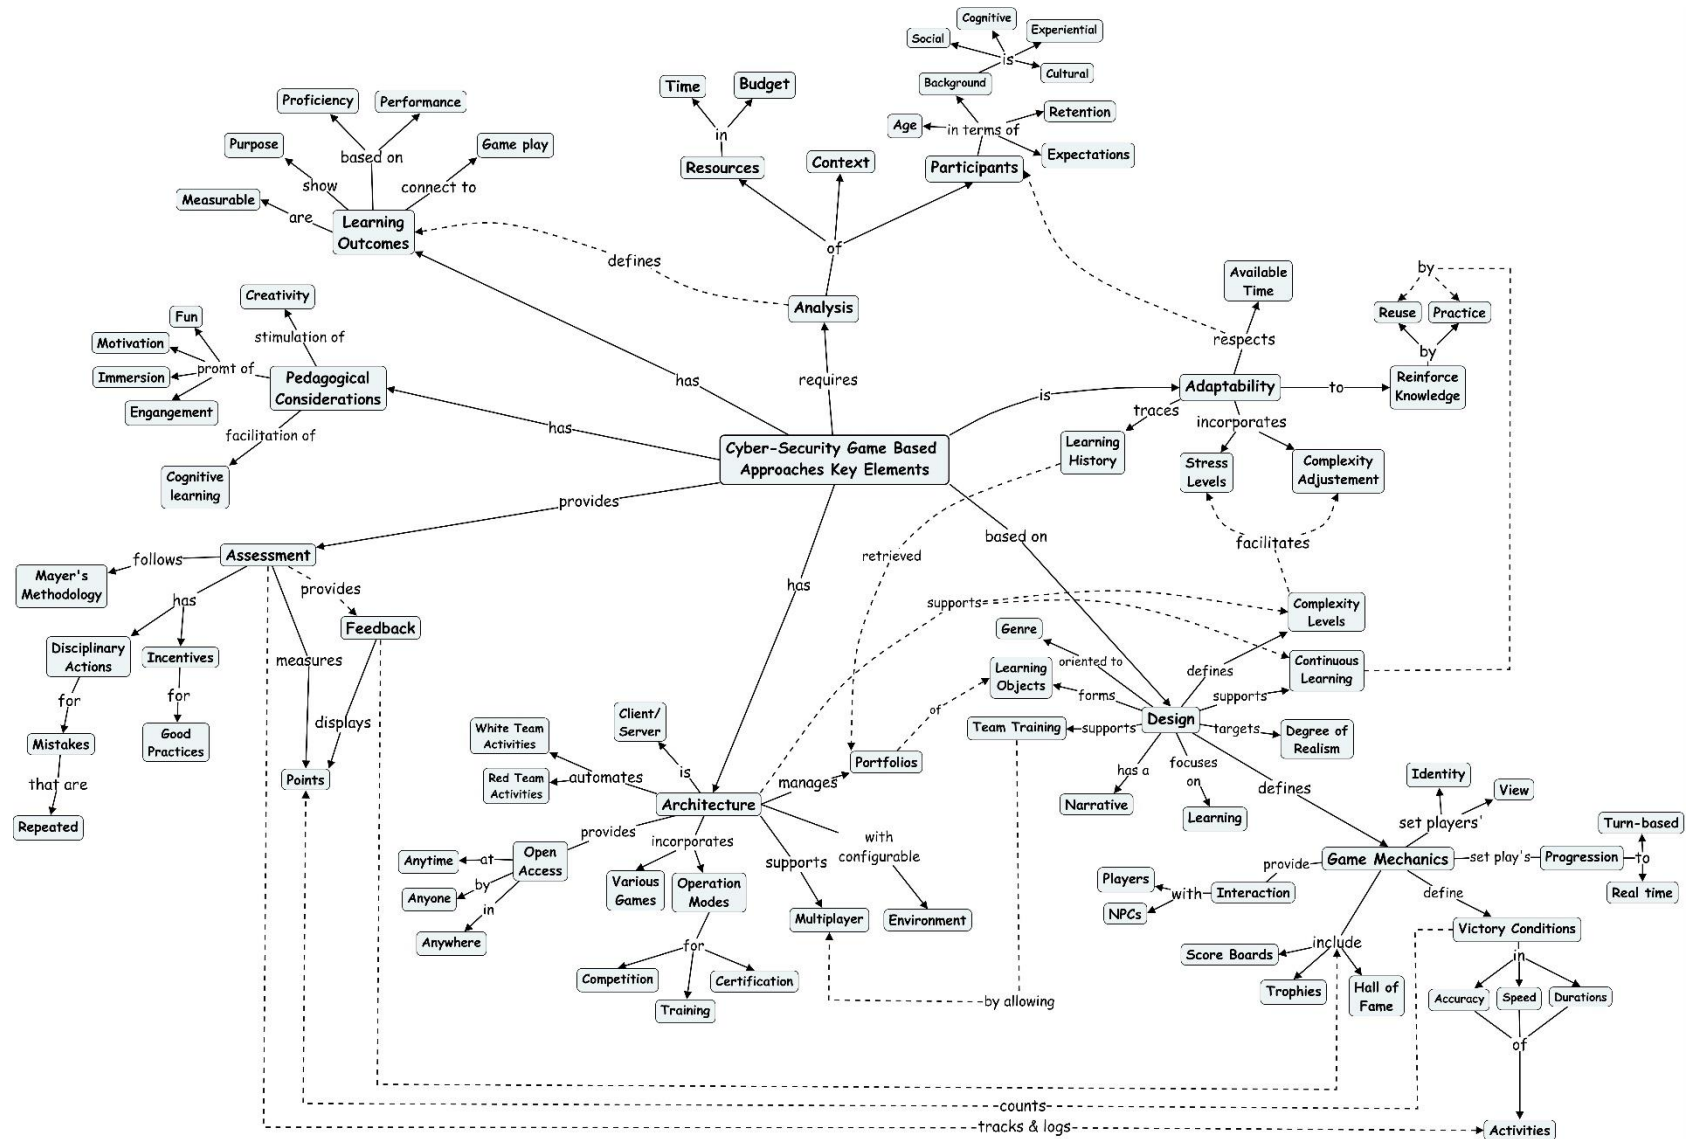 Cognitive
Social
Experiential
is
Cultural
Background
Time
Budget
Proficiency
Performance
Retention
Age
in terms of
in
based on
Purpose
Game play
Expectations
Context
Resources
Participants
show
connect to
Measurable
are
Learning
Outcomes
of
defines
Available
Time
by
Creativity
Analysis
Reuse
Practice
Fun
stimulation of
respects
Motivation
by
promt of
Immersion
Pedagogical
Considerations
requires
has
Adaptability
to
Reinforce
Knowledge
is
Engangement
traces
incorporates
facilitation of
has
Learning
History
Cyber-Security Game Based
Approaches Key Elements
Stress
Levels
Complexity
Adjustement
Cognitive
learning
provides
based on
facilitates
retrieved
Assessment
follows
Mayer's
Methodology
provides
has
has
supports
Complexity
Levels
Feedback
Genre
Disciplinary
Actions
Incentives
measures
oriented to
Learning
Objects
defines
Continuous
Learning
for
for
forms
supports
of
displays
Client/
Server
White Team
Activities
Team Training
supports
Design
targets
Degree of
Realism
Mistakes
Good
Practices
Portfolios
has a
focuses
on
that are
Points
Red Team
Activities
automates
is
manages
Identity
View
defines
Architecture
Narrative
Learning
Repeated
provides
incorporates
with
configurable
set players'
Turn-based
Anytime
at
Open
Access
supports
Game Mechanics
set play's
Progression
to
provide
by
Various
Games
Operation
Modes
Players
with
Interaction
define
Real time
Anyone
in
NPCs
Multiplayer
Environment
Victory Conditions
Anywhere
for
include
Score Boards
in
Competition
Certification
Trophies
Hall of
Fame
Accuracy
Speed
Durations
Training
by allowing
of
counts
tracks & logs
Activities